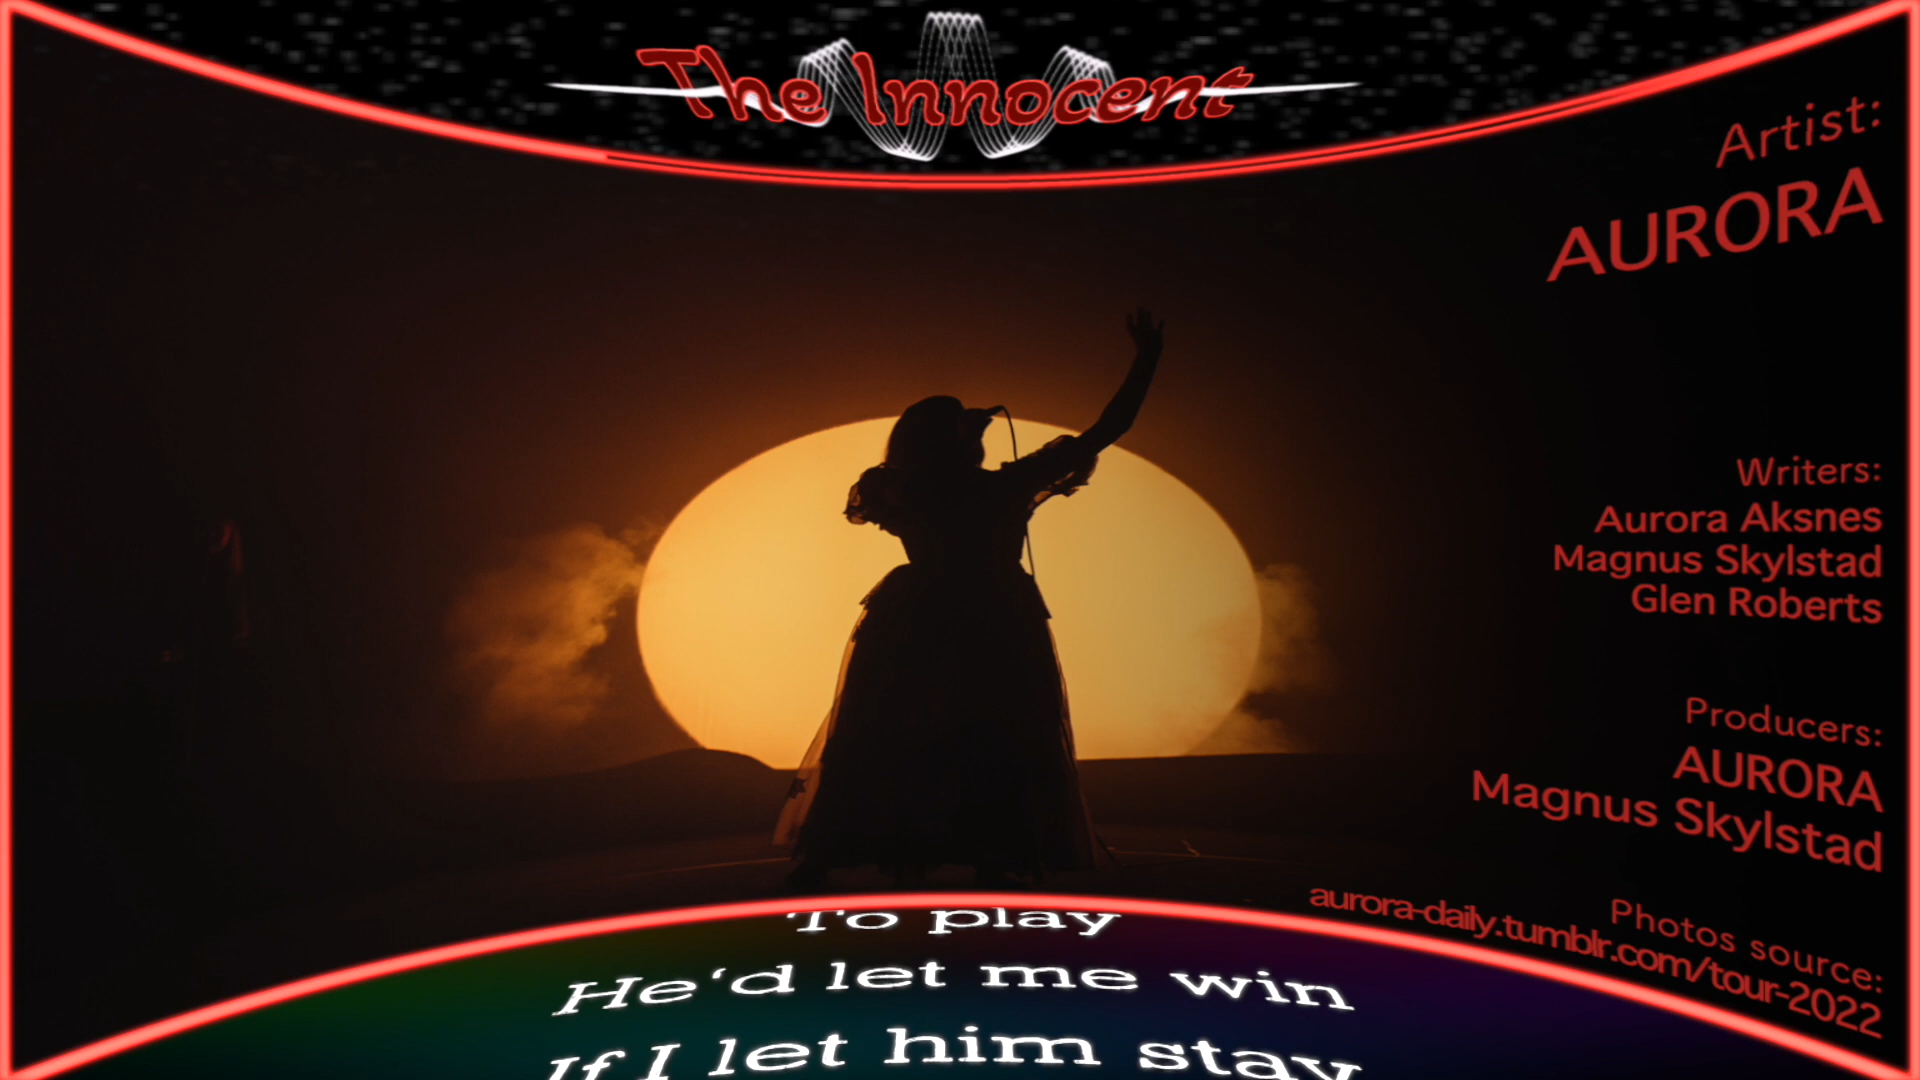 The Innocent
Artist:
AURORA
Writers:
Aurora Aksnes
Magnus Skylstad
Glen Roberts
Producers:
AURORA
Magnus Skylstad
Photos source:
aurora-daily.tumblr.com/tour-2022
To play
He'd let me win
If I let him stay